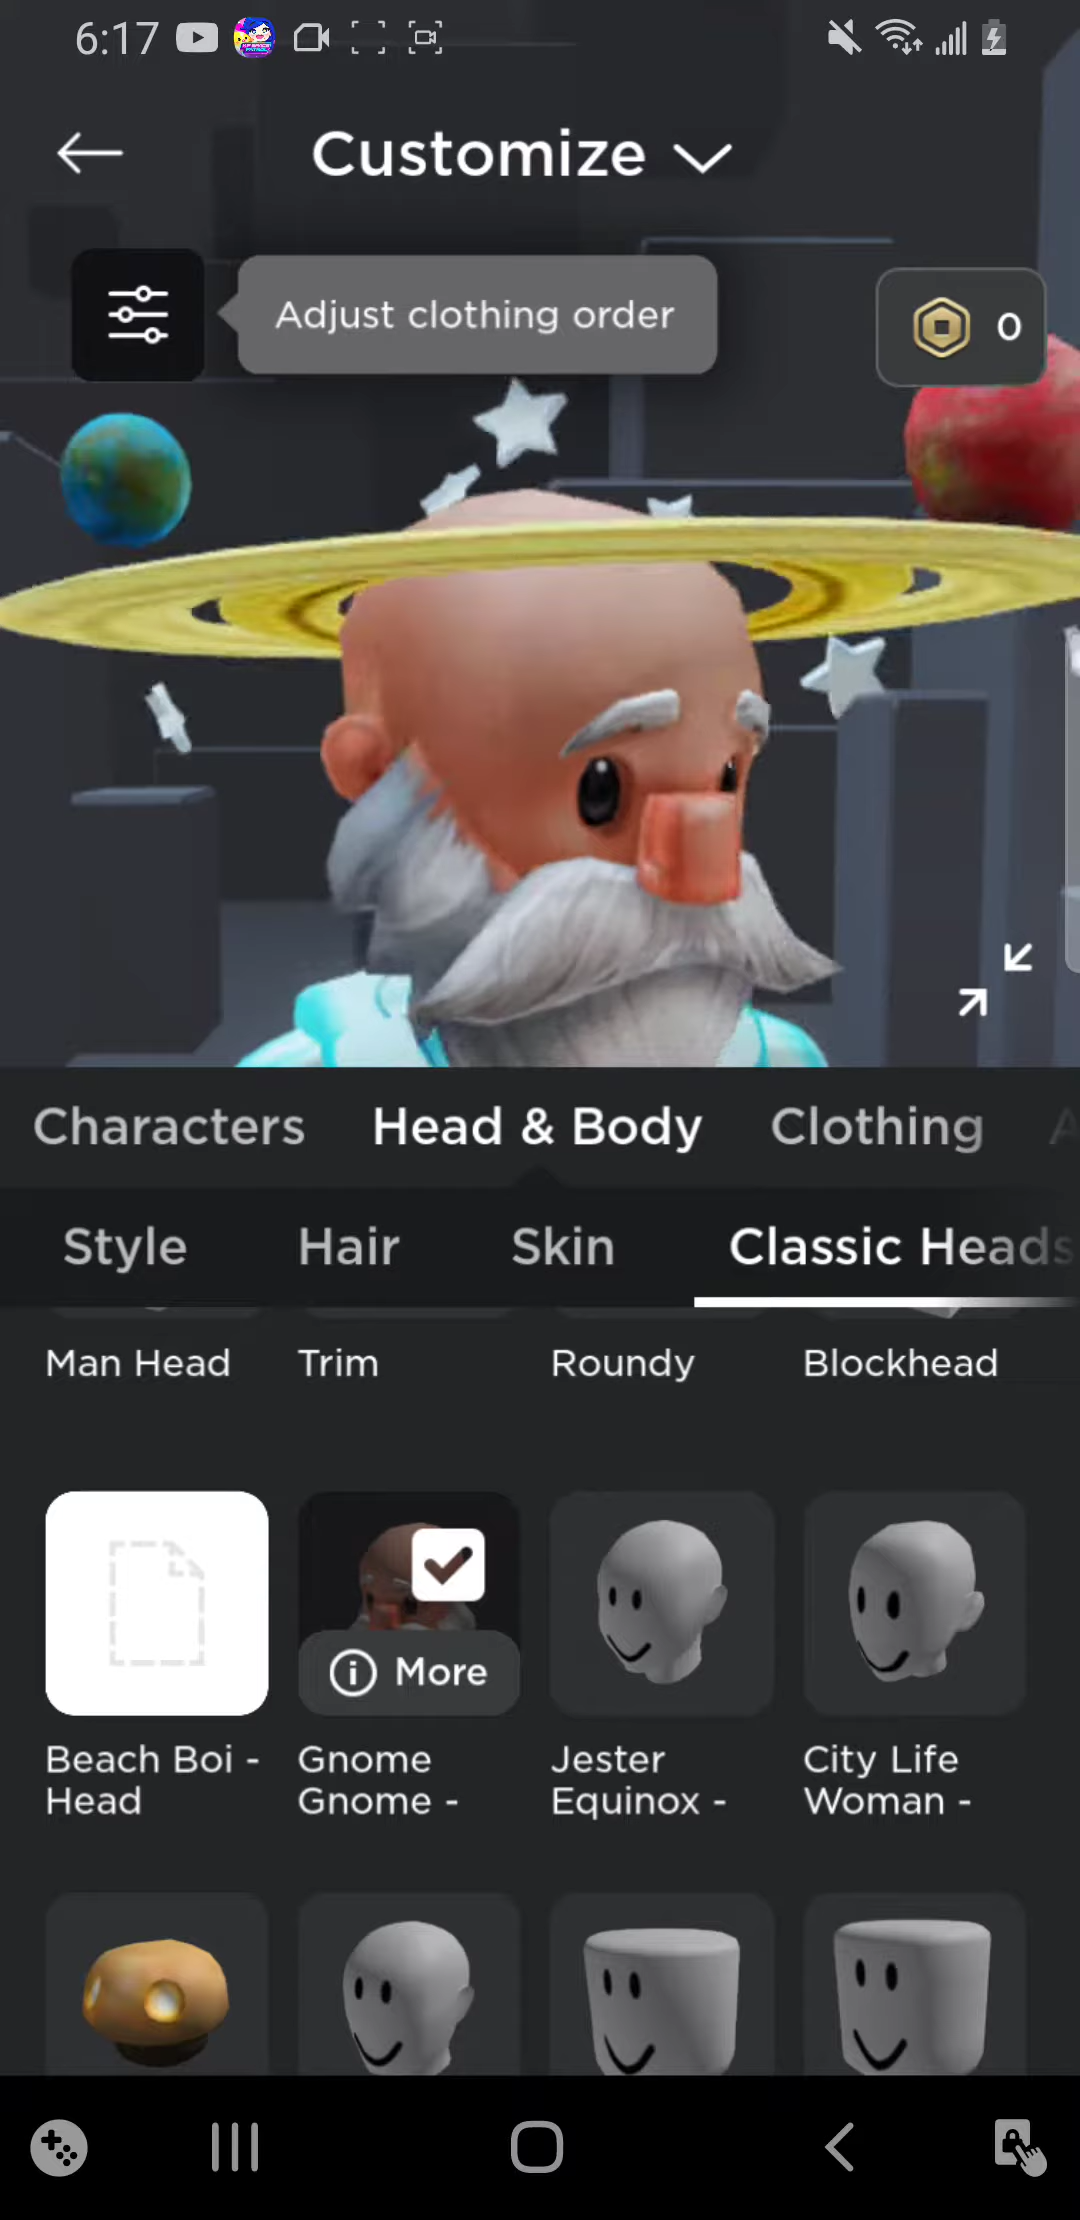 6:17
Customize
Adjust clothing order
0
Characters Head & Body Clothing A
Style Hair Skin Classic Heads
Man Head Trim Roundy Blockhead
More
Beach Boi - Head
Gnome Gnome -
Jester Equinox -
City Life Woman -